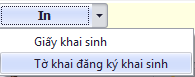 In
Giấy khai sinh
Tờ khai đăng ký khai sinh